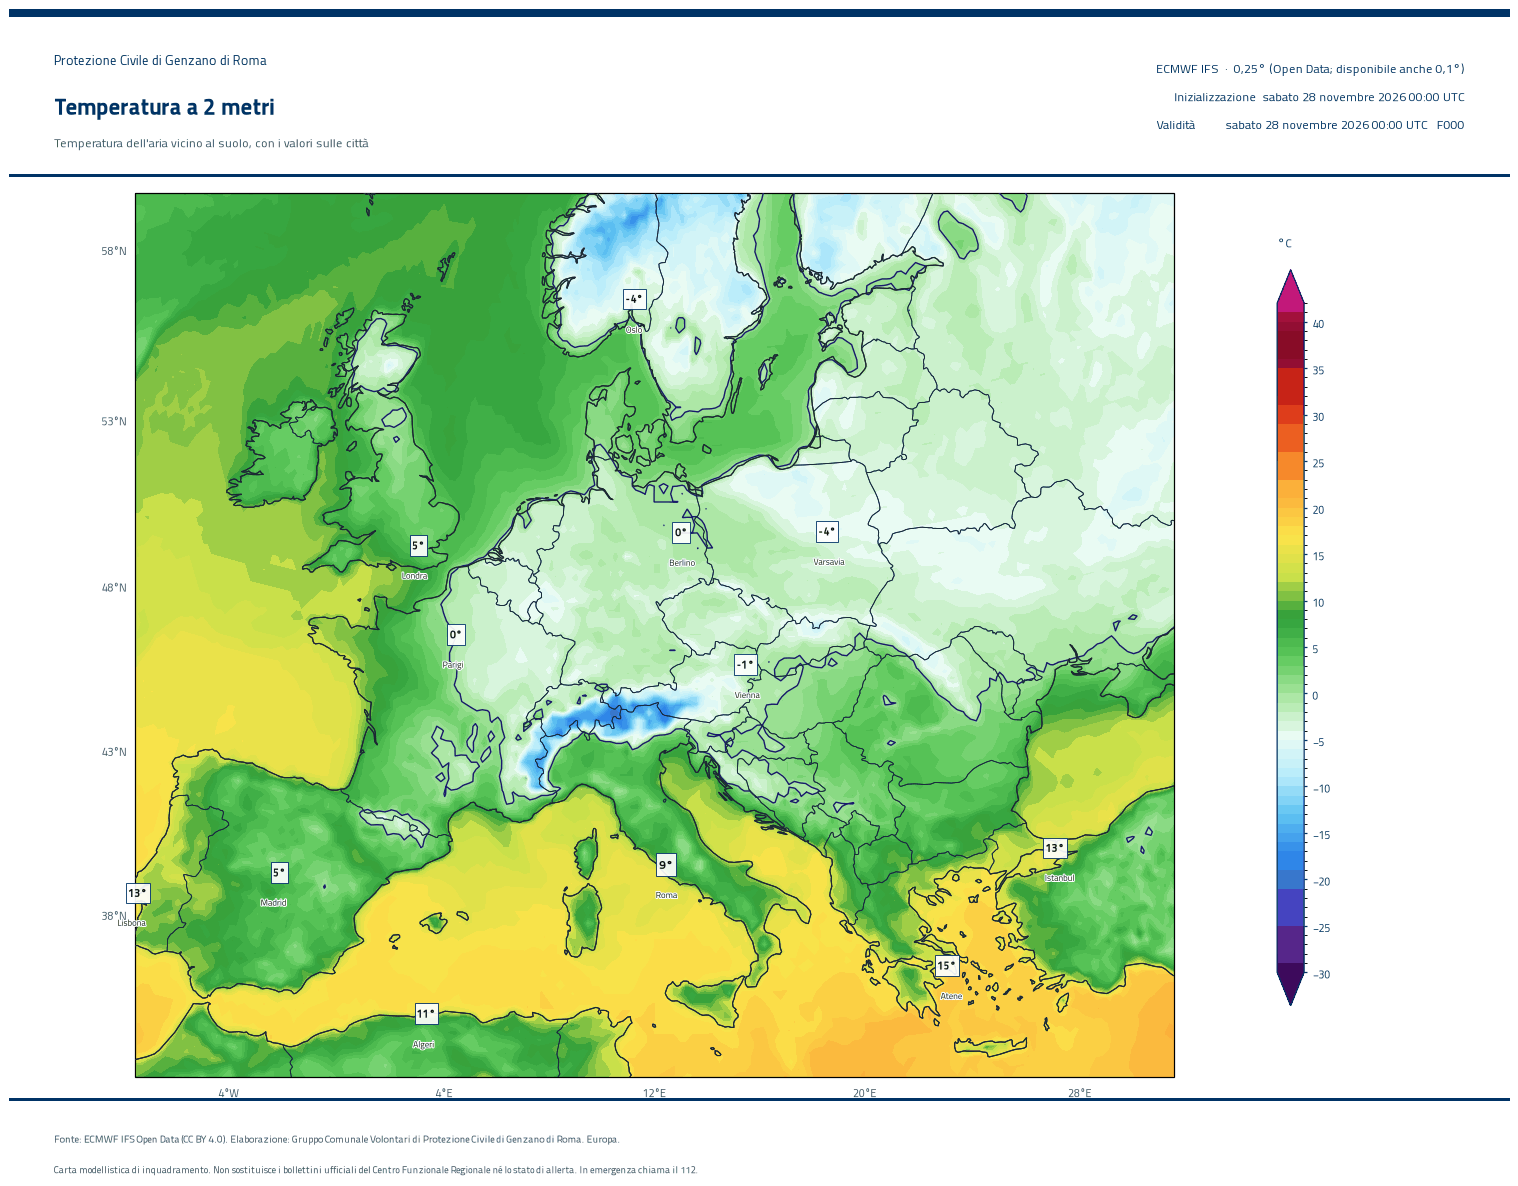 Protezione Civile di Genzano di Roma
Temperatura a 2 metri
Temperatura dell'aria vicino al suolo, con i valori sulle città
ECMWF IFS · 0,25° (Open Data; disponibile anche 0,1°)
Inizializzazione sabato 28 novembre 2026 00:00 UTC
Validità sabato 28 novembre 2026 00:00 UTC F000
58°N
53°N
48°N
43°N
38°N
4°W
4°E
12°E
20°E
28°E
-4°
Oslo
5°
Londra
0°
Berlino
-4°
Varsavia
0°
Parigi
-1°
Vienna
13°
Lisbona
5°
Madrid
9°
Roma
13°
Istanbul
15°
Atene
11°
Algeri
°C
40
35
30
25
20
15
10
5
0
−5
−10
−15
−20
−25
−30
Fonte: ECMWF IFS Open Data (CC BY 4.0). Elaborazione: Gruppo Comunale Volontari di Protezione Civile di Genzano di Roma. Europa.
Carta modellistica di inquadramento. Non sostituisce i bollettini ufficiali del Centro Funzionale Regionale né lo stato di allerta. In emergenza chiama il 112.